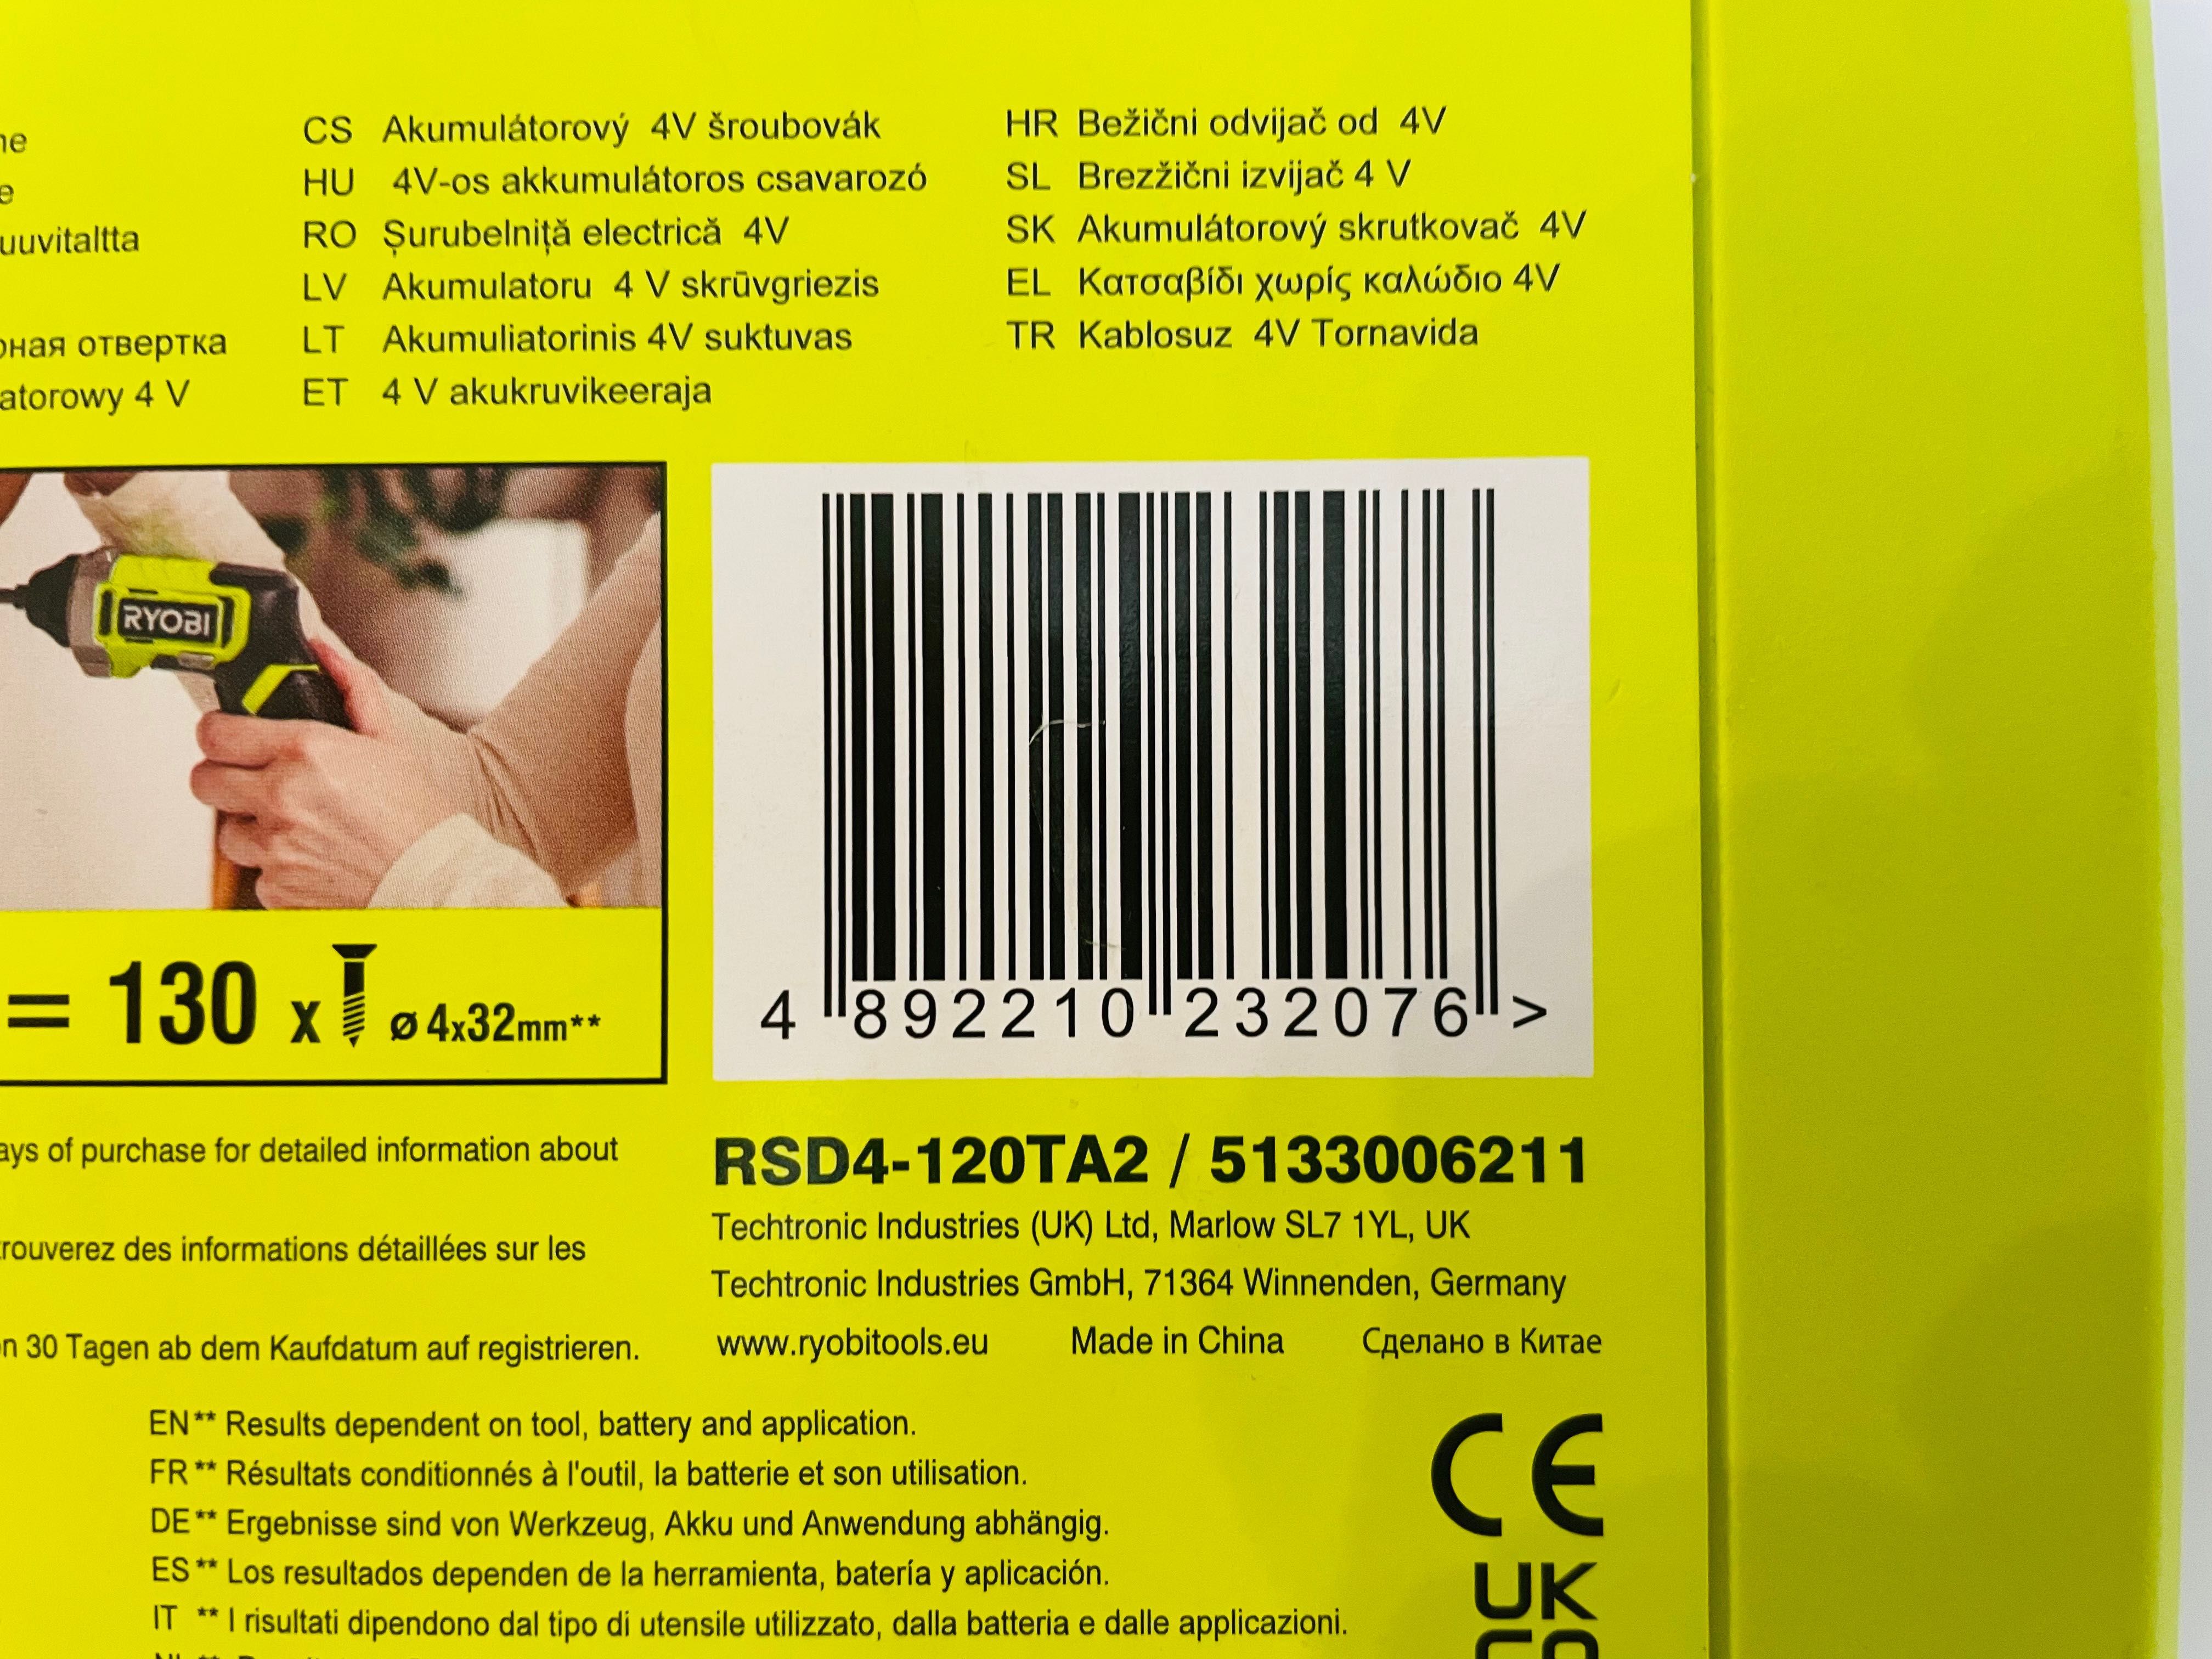 CS Akumulátorový 4V šroubovák
HU 4V-os akkumulátoros csavarozó
uuvitaltta
RO Șurubelniță electrică 4V
LV Akumulatoru 4 V skrūvgriezis
ная отвертка
LT Akumuliatorinis 4V suktuvas
atorowy 4 V
ET 4 V akukruvikeeraja
HR Bežični odvijač od 4V
SL Brezžični izvijač 4 V
SK Akumulátorový skrutkovač 4V
EL Κατσαβίδι χωρίς καλώδιο 4V
TR Kablosuz 4V Tornavida
RYOBI
= 130 x ø 4x32mm**
4 892210 232076 >
RSD4-120TA2 / 5133006211
Techtronic Industries (UK) Ltd, Marlow SL7 1YL, UK
Techtronic Industries GmbH, 71364 Winnenden, Germany
www.ryobitools.eu Made in China Сделано в Китае
ays of purchase for detailed information about
rouverez des informations détaillées sur les
n 30 Tagen ab dem Kaufdatum auf registrieren.
EN** Results dependent on tool, battery and application.
FR** Résultats conditionnés à l'outil, la batterie et son utilisation.
DE** Ergebnisse sind von Werkzeug, Akku und Anwendung abhängig.
ES** Los resultados dependen de la herramienta, batería y aplicación.
IT ** I risultati dipendono dal tipo di utensile utilizzato, dalla batteria e dalle applicazioni.
CE
UK